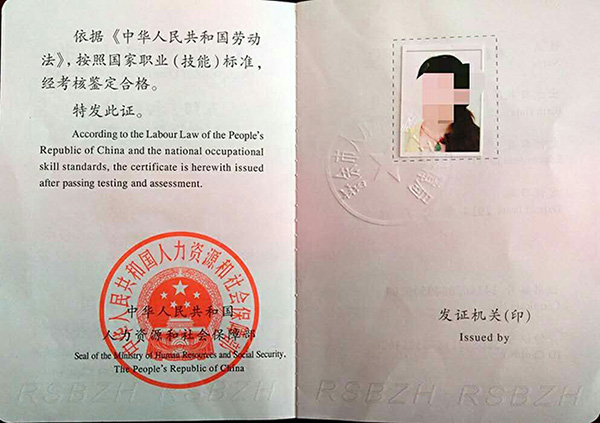 依据《中华人民共和国劳动
法》，按照国家职业（技能）标准，
经考核鉴定合格。
特发此证。
According to the Labour Law of the People's
Republic of China and the national occupational
skill standards, the certificate is herewith issued
after passing testing and assessment.
中华人民共和国人力资源和社会保障部
中华人民共和国
人力资源和社会保障部
Seal of the Ministry of Human Resources and Social Security,
The People's Republic of China
RSBZH RSBZH
发证机关(印)
Issued by
RSBZH RSBZH